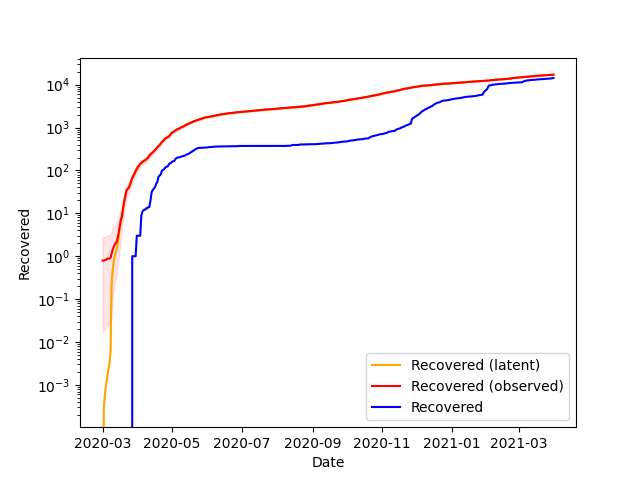 10⁴
10³
10²
10¹
10⁰
10⁻¹
10⁻²
10⁻³
Recovered
Recovered (latent)
Recovered (observed)
Recovered
2020-03 2020-05 2020-07 2020-09 2020-11 2021-01 2021-03
Date